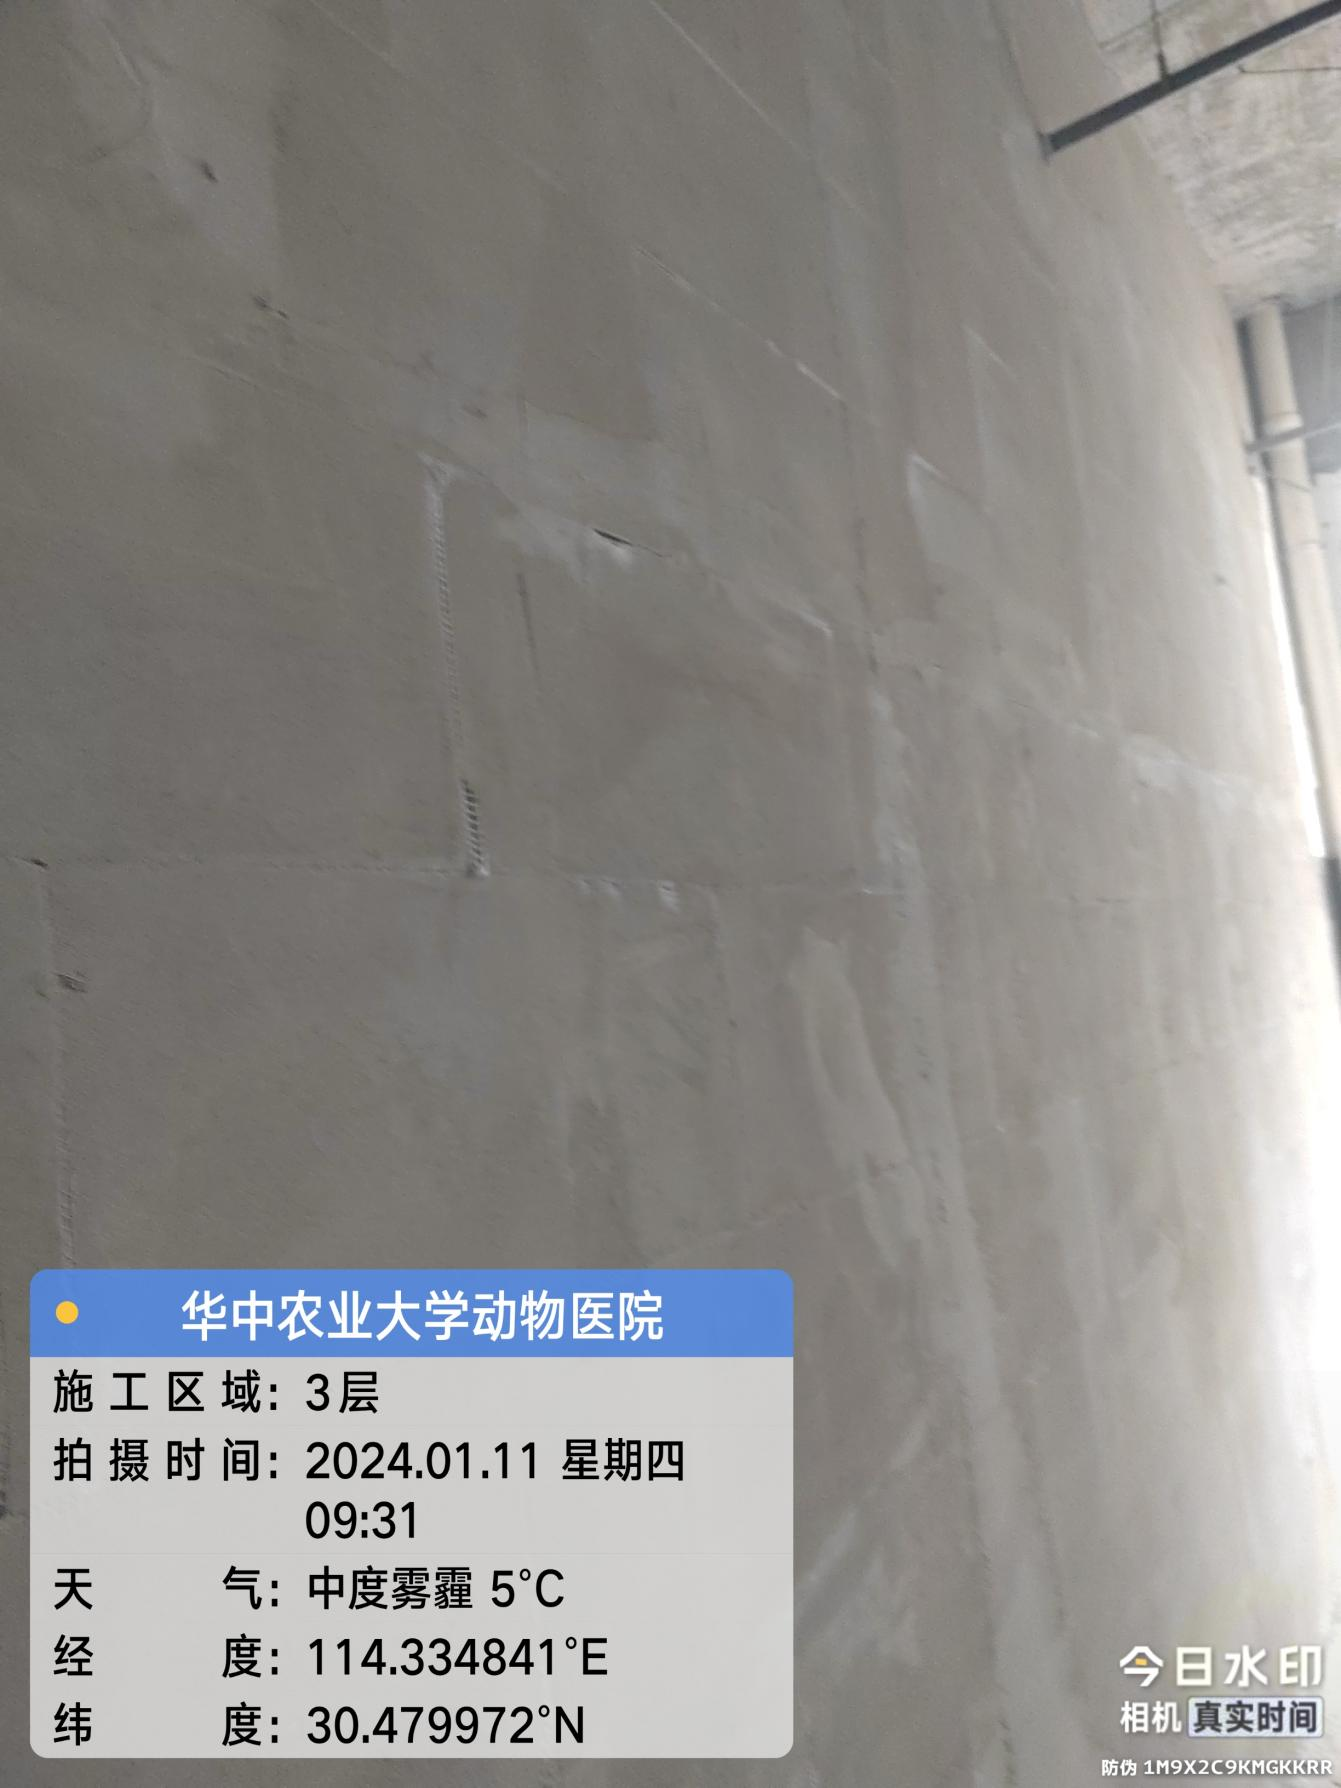 华中农业大学动物医院
施工区域：3层
拍摄时间：2024.01.11 星期四
09:31
天气：中度雾霾 5°C
经度：114.334841°E
纬度：30.479972°N
今日水印
相机 真实时间
防伪 1M9X2C9KMGKKRR